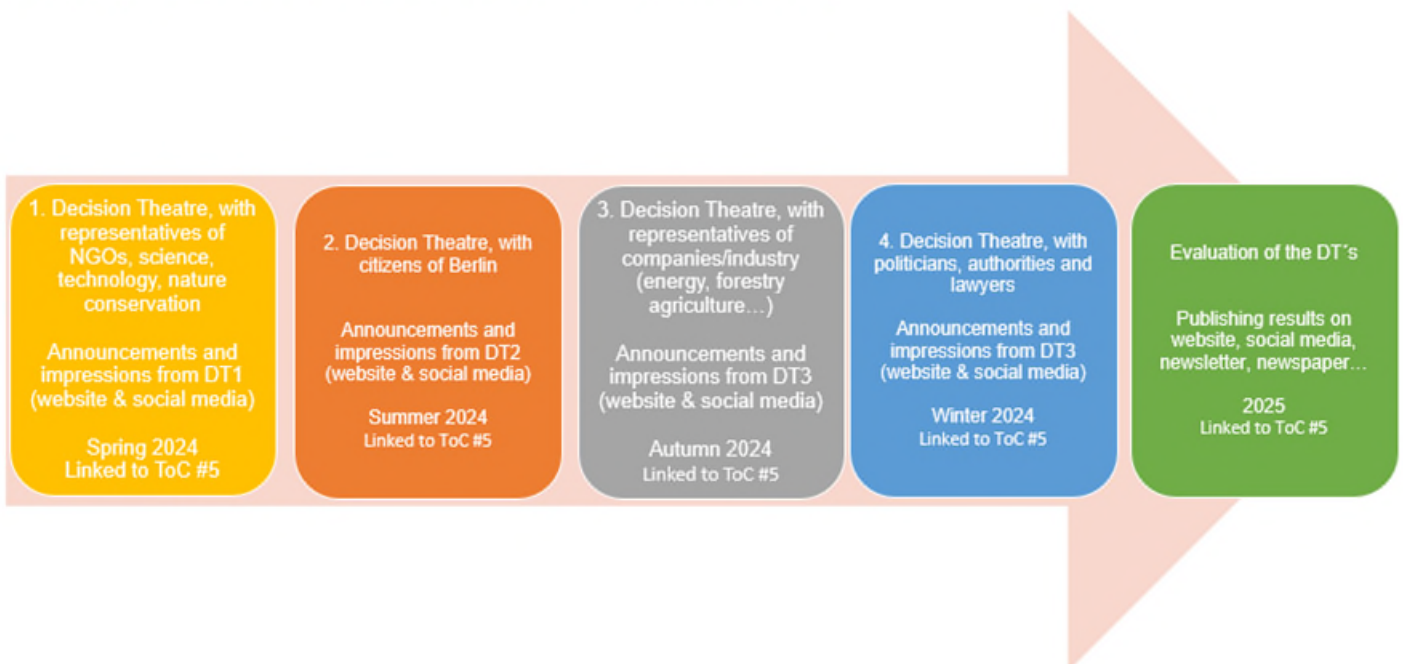 1. Decision Theatre, with
representatives of
NGOs, science,
technology, nature
conservation
Announcements and
impressions from DT1
(website & social media)
Spring 2024
Linked to ToC #5
2. Decision Theatre, with
citizens of Berlin
Announcements and
impressions from DT2
(website & social media)
Summer 2024
Linked to ToC #5
3. Decision Theatre, with
representatives of
companies/industry
(energy, forestry
agriculture…)
Announcements and
impressions from DT3
(website & social media)
Autumn 2024
Linked to ToC #5
4. Decision Theatre, with
politicians, authorities and
lawyers
Announcements and
impressions from DT3
(website & social media)
Winter 2024
Linked to ToC #5
Evaluation of the DT´s
Publishing results on
website, social media,
newsletter, newspaper…
2025
Linked to ToC #5